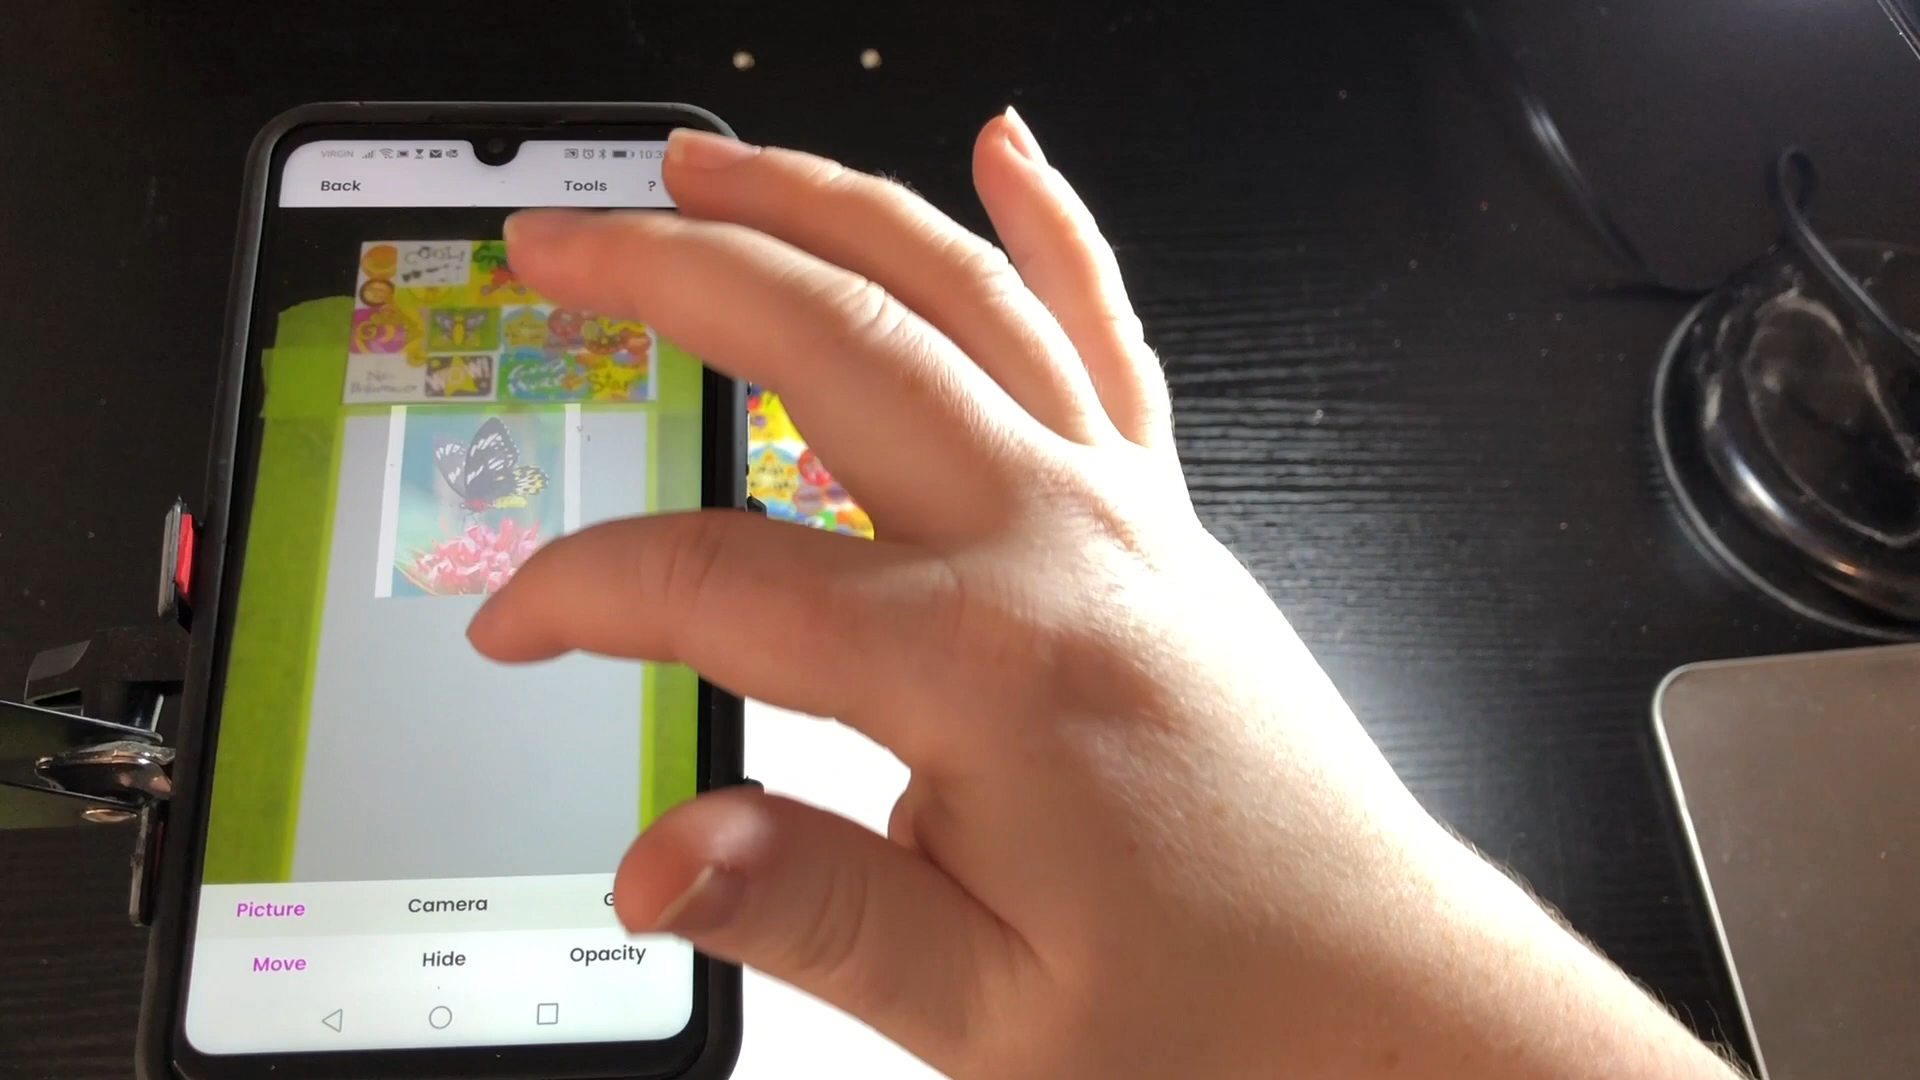 VIRGIN
Back Tools ?
COOL!
WOW!
Star
Picture Camera
Move Hide Opacity